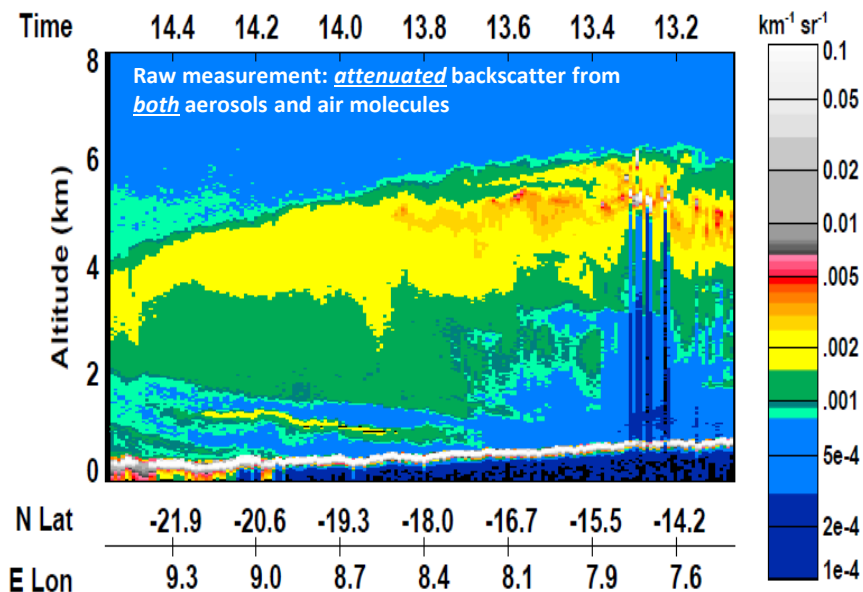 Time 14.4 14.2 14.0 13.8 13.6 13.4 13.2
km-1 sr-1
Raw measurement: attenuated backscatter from
both aerosols and air molecules
Altitude (km)
8
6
4
2
0
0.1
0.05
0.02
0.01
.005
.002
.001
5e-4
2e-4
1e-4
N Lat -21.9 -20.6 -19.3 -18.0 -16.7 -15.5 -14.2
E Lon 9.3 9.0 8.7 8.4 8.1 7.9 7.6